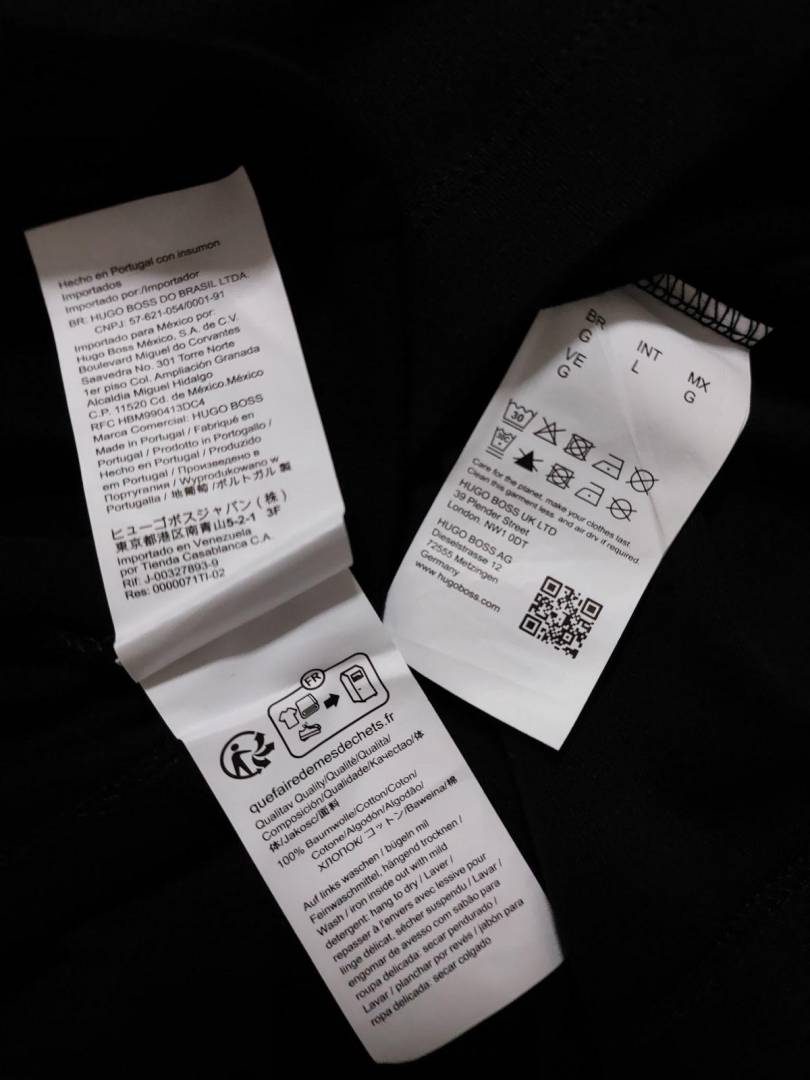 Hecho en Portugal con insumon
Importados
Importado por:/Importador
BR: HUGO BOSS DO BRASIL LTDA.
CNPJ: 57-621-054/0001-91
Importado para México por:
Hugo Boss México, S.A. de C.V.
Boulevard Miguel do Corvantes
Saavedra No. 301 Torre Norte
1er piso Col. Ampliación Granada
Alcaldia Miguel Hidalgo
C.P. 11520 Cd. de México.México
RFC HBM990413DC4
Marca Comercial: HUGO BOSS
Made in Portugal / Fabriqué en
Portugal / Prodotto in Portogallo /
Hecho en Portugal / Produzido
em Portugal / Произведено в
Португалии / Wyprodukowano w
Portugalia / 地葡萄 /ポルトガル 製
ヒューゴボスジャパン (株)
東京都港区南青山5-2-1 3F
Importado en Venezuela
por Tienda Casablanca C.A.
Rif: J-00327893-9
Res: 0000071TI-02
FR
quefairedemesdechets.fr
Qualitav Quality/Qualité/Qualità/
Composición/Qualidade/Качестао/体
体/Jakosc/面料
100% Baumwolle/Cotton/Coton/
Cotone/Algodón/Algodão/
ХЛОПОК/ コットン/Baweina/棉
Auf links waschen / bügeln mil
Feinwaschmittel, hängend trocknen /
Wash / iron inside out with mild
detergent: hang to dry / Laver /
repasser à l'envers avec lessive pour
linge délicat, sécher suspendu / Lavar /
engomar de avesso com sabão para
roupa delicada: secar pendurado /
Lavar / planchar por revés / jabón para
ropa delicada: secar colgado
BR INT MX
G L G
VE
G
30
Care for the planet, make your clothes last.
Clean this garment less, and air dry if required.
HUGO BOSS UK LTD
39 Plender Street
London. NW1 0DT
HUGO BOSS AG
Dieselstrasse 12
72555 Metzingen
Germany
www.hugoboss.com